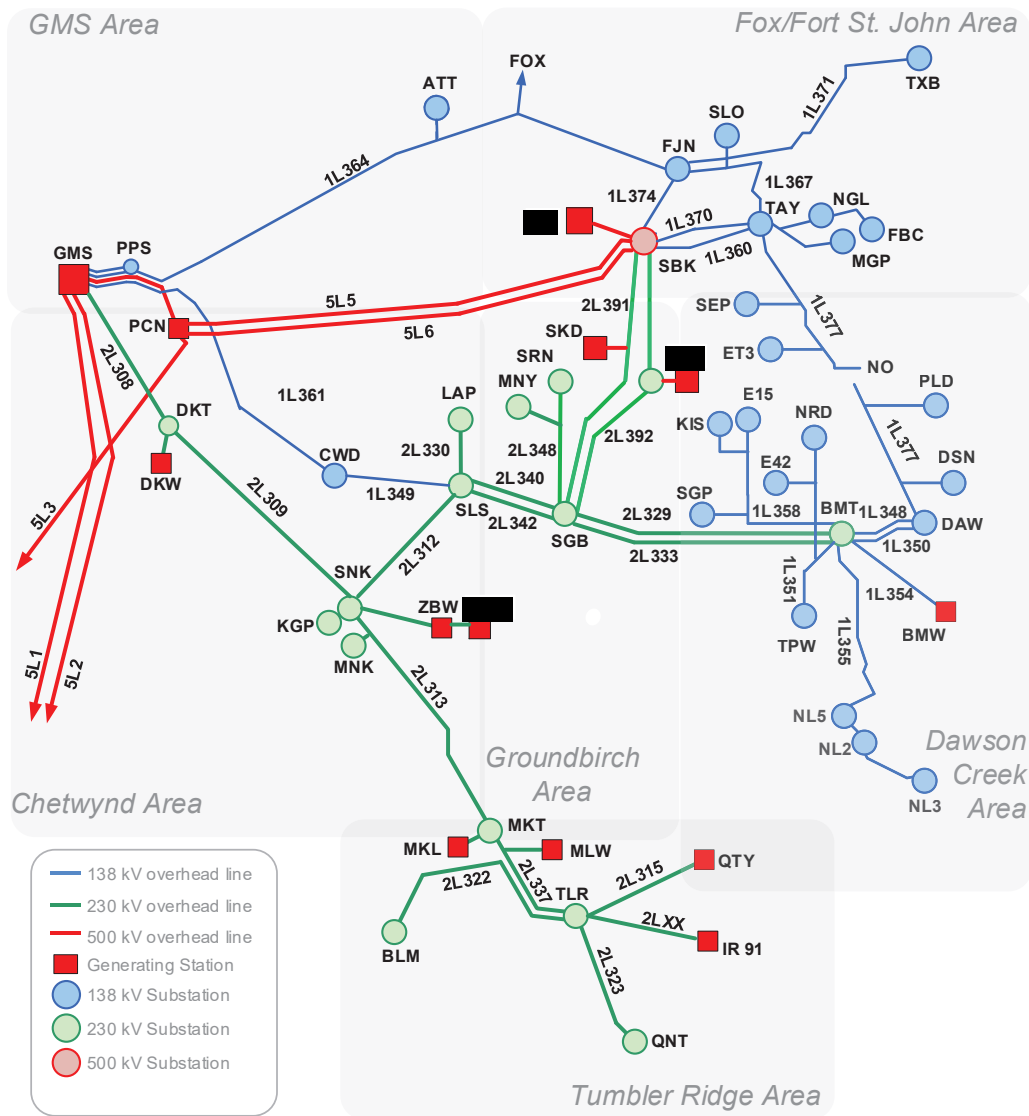 GMS Area
Fox/Fort St. John Area
FOX
ATT
TXB
1L371
SLO
FJN
1L364
1L374
1L367
1L370
TAY
NGL
FBC
MGP
1L360
SBK
GMS
PPS
PCN
5L5
5L6
2L391
SEP
1L377
SKD
SRN
MNY
ET3
NO
2L308
LAP
1L361
DKT
2L330
2L348
2L392
E15
KIS
NRD
PLD
1L377
DSN
CWD
1L349
2L340
SLS
2L342
SGB
E42
SGP
1L358
BMT
1L348
DAW
1L350
2L329
2L333
DKW
2L309
5L3
2L312
SNK
ZBW
KGP
MNK
1L351
1L354
TPW
1L355
BMW
5L1
5L2
2L313
NL5
NL2
NL3
Groundbirch
Area
Dawson
Creek
Area
Chetwynd Area
MKT
MKL
MLW
2L337
2L322
TLR
2L315
QTY
2LXX
IR 91
BLM
2L323
QNT
Tumbler Ridge Area
138 kV overhead line
230 kV overhead line
500 kV overhead line
Generating Station
138 kV Substation
230 kV Substation
500 kV Substation